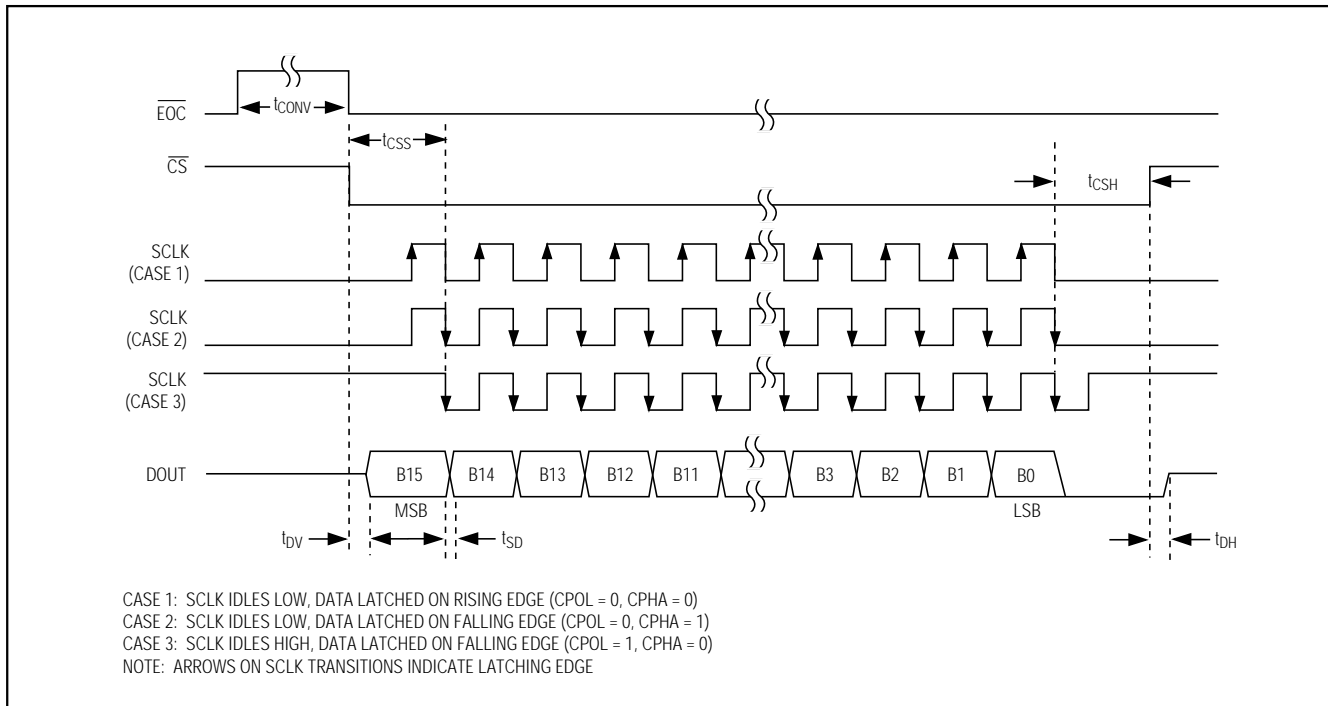 EOC
tCONV
tCSS
CS
tCSH
SCLK
(CASE 1)
SCLK
(CASE 2)
SCLK
(CASE 3)
DOUT
B15
B14
B13
B12
B11
B3
B2
B1
B0
MSB
LSB
tDV
tSD
tDH
CASE 1: SCLK IDLES LOW, DATA LATCHED ON RISING EDGE (CPOL = 0, CPHA = 0)
CASE 2: SCLK IDLES LOW, DATA LATCHED ON FALLING EDGE (CPOL = 0, CPHA = 1)
CASE 3: SCLK IDLES HIGH, DATA LATCHED ON FALLING EDGE (CPOL = 1, CPHA = 0)
NOTE: ARROWS ON SCLK TRANSITIONS INDICATE LATCHING EDGE